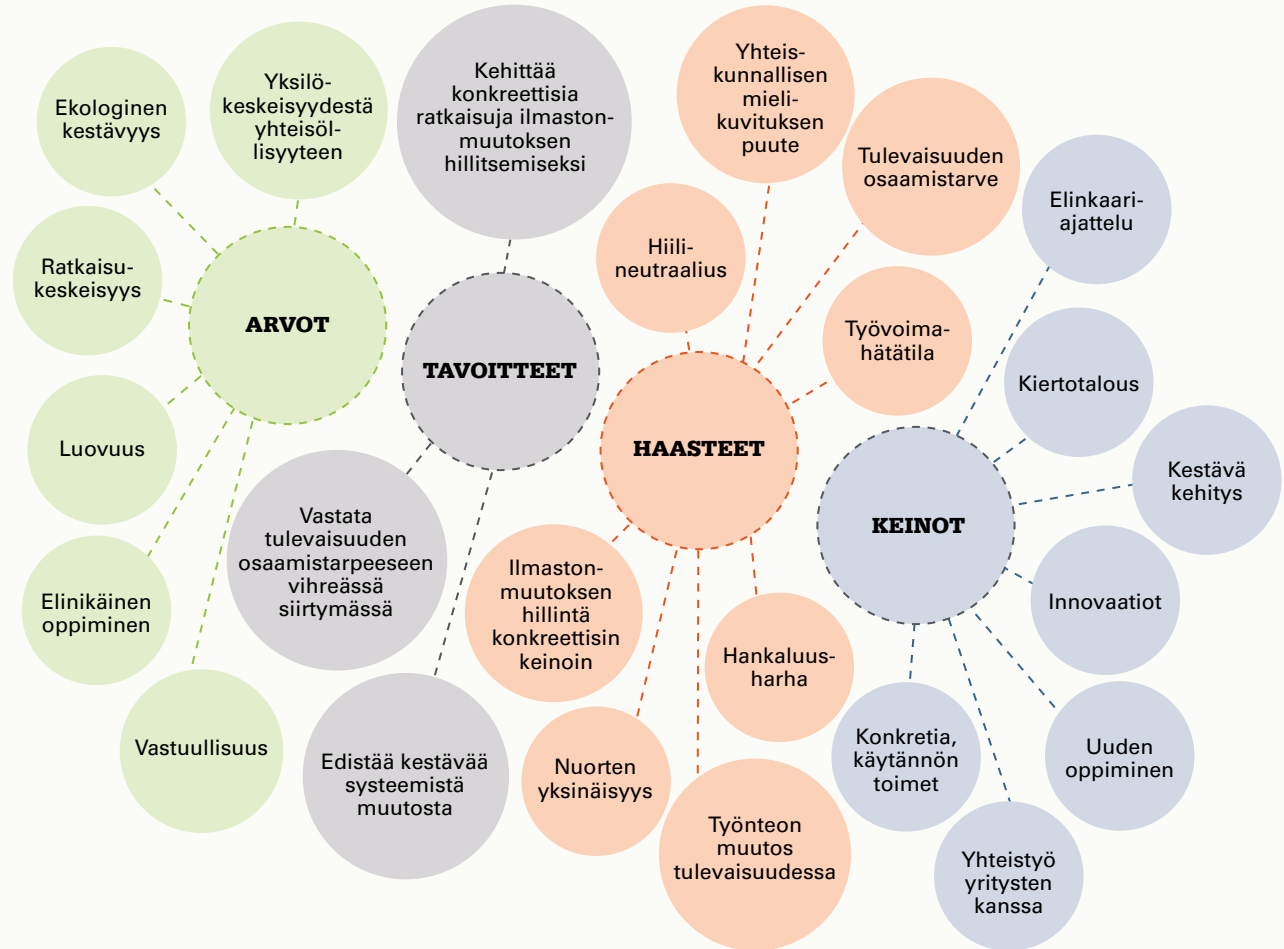 Ekologinen
kestävyys
Yksilö-
keskeisyydestä
yhteisöl-
lisyyteen
Ratkaisu-
keskeisyys
ARVOT
Luovuus
Elinikäinen
oppiminen
Vastuullisuus
Kehittää
konkreettisia
ratkaisuja ilmaston-
muutoksen
hillitsemiseksi
TAVOITTEET
Vastata
tulevaisuuden
osaamistarpeeseen
vihreässä
siirtymässä
Edistää kestävää
systeemistä
muutosta
Yhteis-
kunnallisen
mieli-
kuvituksen
puute
Tulevaisuuden
osaamistarve
Hiili-
neutraalius
Työvoima-
hätätila
HAASTEET
Ilmaston-
muutoksen
hillintä
konkreettisin
keinoin
Hankaluus-
harha
Nuorten
yksinäisyys
Työnteon
muutos
tulevaisuudessa
Elinkaari-
ajattelu
Kiertotalous
Kestävä
kehitys
KEINOT
Innovaatiot
Uuden
oppiminen
Konkretia,
käytännön
toimet
Yhteistyö
yritysten
kanssa